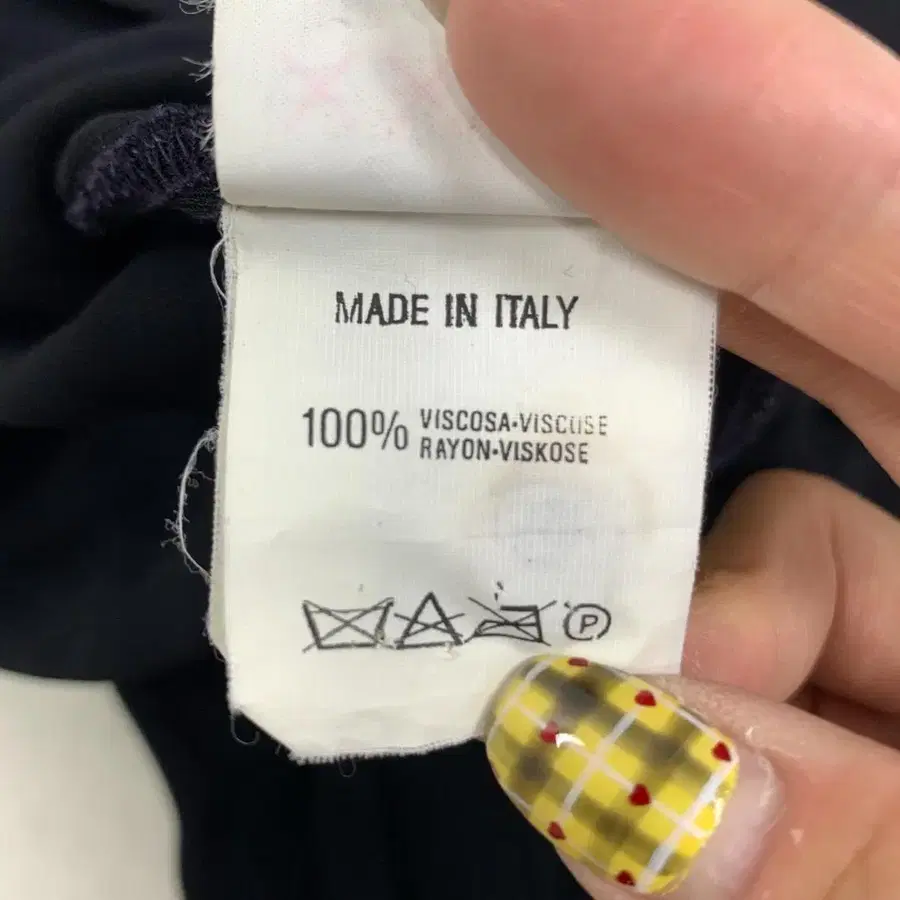 MADE IN ITALY
100% VISCOSA-VISCOSE
RAYON-VISKOSE
P